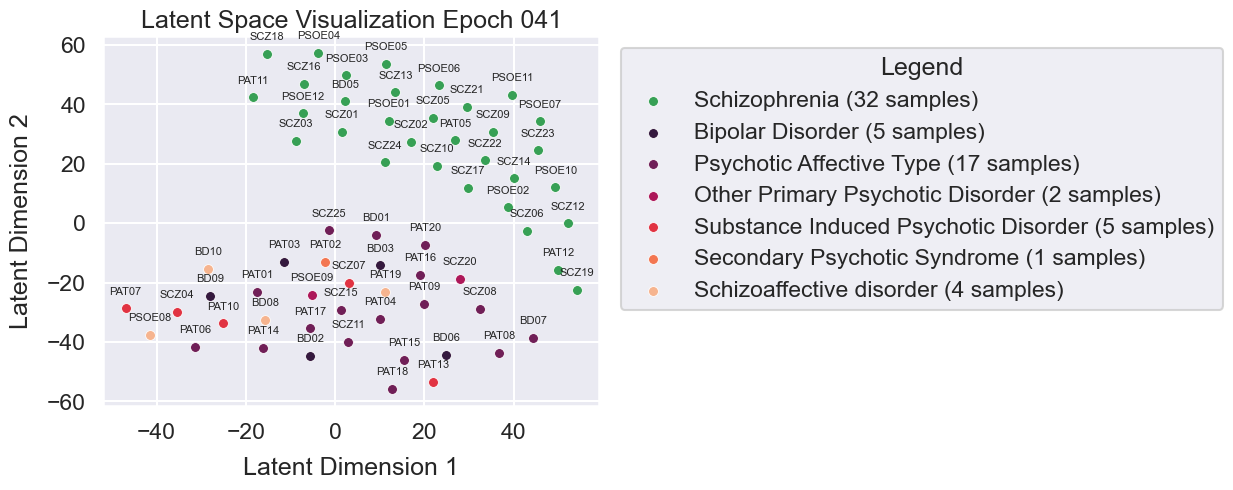 Latent Space Visualization Epoch 041
Latent Dimension 2
60
40
20
0
−20
−40
−60
SCZ18
PSOE04
PSOE05
PSOE03
SCZ16
SCZ13
PSOE06
PAT11
BD05
SCZ21
PSOE11
PSOE12
PSOE01
SCZ05
PSOE07
SCZ03
SCZ01
SCZ02
PAT05
SCZ09
SCZ23
SCZ24
SCZ10
SCZ22
SCZ14
SCZ17
PSOE10
PSOE02
SCZ06
SCZ12
SCZ25
BD01
PAT20
PAT03
PAT02
BD03
BD10
SCZ07
PAT16
SCZ20
PAT12
SCZ19
BD09
PAT01
PSOE09
PAT19
PAT07
SCZ04
PAT10
BD08
SCZ15
PAT04
PAT09
SCZ08
PSOE08
PAT06
PAT14
PAT17
SCZ11
BD02
PAT15
BD06
PAT08
BD07
PAT18
PAT13
−40
−20
0
20
40
Latent Dimension 1
Legend
Schizophrenia (32 samples)
Bipolar Disorder (5 samples)
Psychotic Affective Type (17 samples)
Other Primary Psychotic Disorder (2 samples)
Substance Induced Psychotic Disorder (5 samples)
Secondary Psychotic Syndrome (1 samples)
Schizoaffective disorder (4 samples)